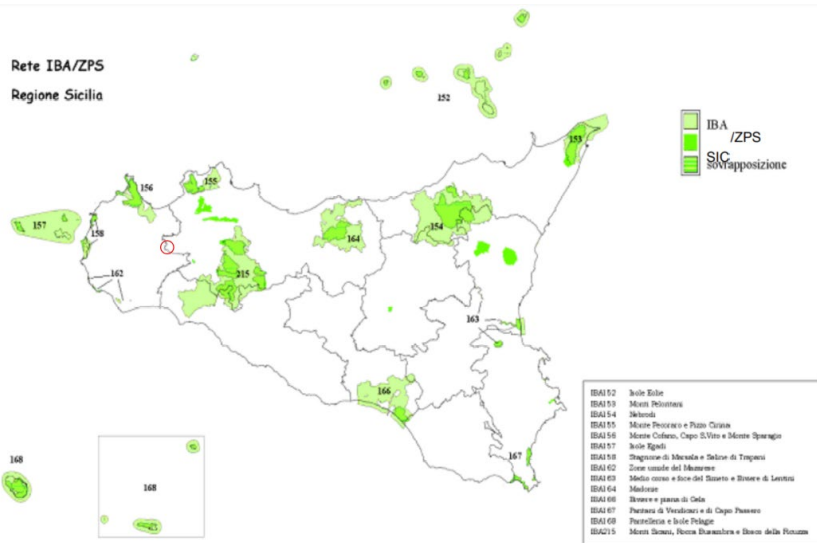 Rete IBA/ZPS
Regione Sicilia
152
IBA
/ZPS
SIC
sovrapposizione
153
155
156
157
158
154
164
162
215
163
166
167
168
168
IBA152 Isole Eolie
IBA153 Monti Peloritani
IBA154 Nebrodi
IBA155 Monte Pecoraro e Pizzo Cirina
IBA156 Monte Cofano, Capo S.Vito e Monte Sparagio
IBA157 Isole Egadi
IBA158 Stagnone di Marsala e Saline di Trapani
IBA162 Zone umide del Mazarese
IBA163 Medio corso e foce del Simeto e Biviere di Lentini
IBA164 Madonie
IBA166 Biviere e piana di Gela
IBA167 Pantani di Vendicari e di Capo Passero
IBA168 Pantelleria e Isole Pelagie
IBA215 Monti Sicani, Rocca Busambra e Bosco della Ficuzza